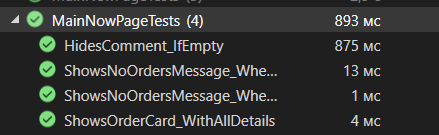 MainNowPageTests (4) 893 мс
HidesComment_IfEmpty 875 мс
ShowsNoOrdersMessage_Whe... 13 мс
ShowsNoOrdersMessage_Whe... 1 мс
ShowsOrderCard_WithAllDetails 4 мс